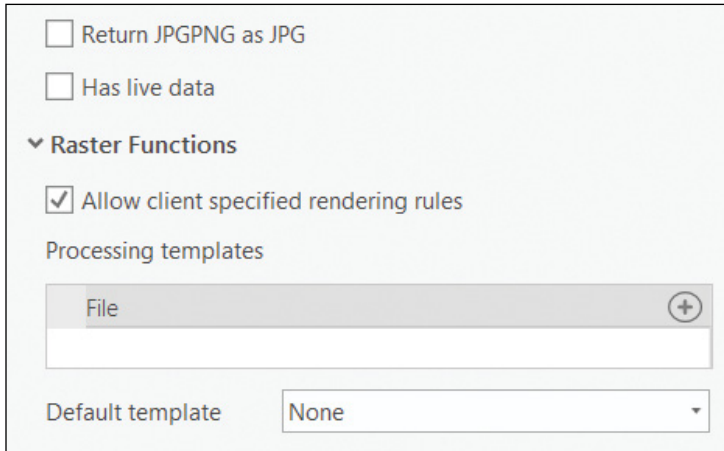 Return JPGPNG as JPG
Has live data
Raster Functions
Allow client specified rendering rules
Processing templates
File
Default template None